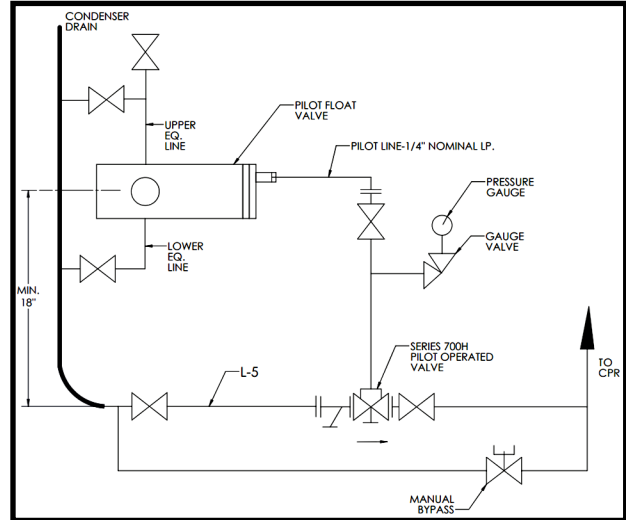 CONDENSER
DRAIN
UPPER
EQ.
LINE
PILOT FLOAT
VALVE
PILOT LINE-1/4" NOMINAL LP.
PRESSURE
GAUGE
GAUGE
VALVE
LOWER
EQ.
LINE
MIN.
18"
SERIES 700H
PILOT OPERATED
VALVE
TO
CPR
L-5
MANUAL
BYPASS